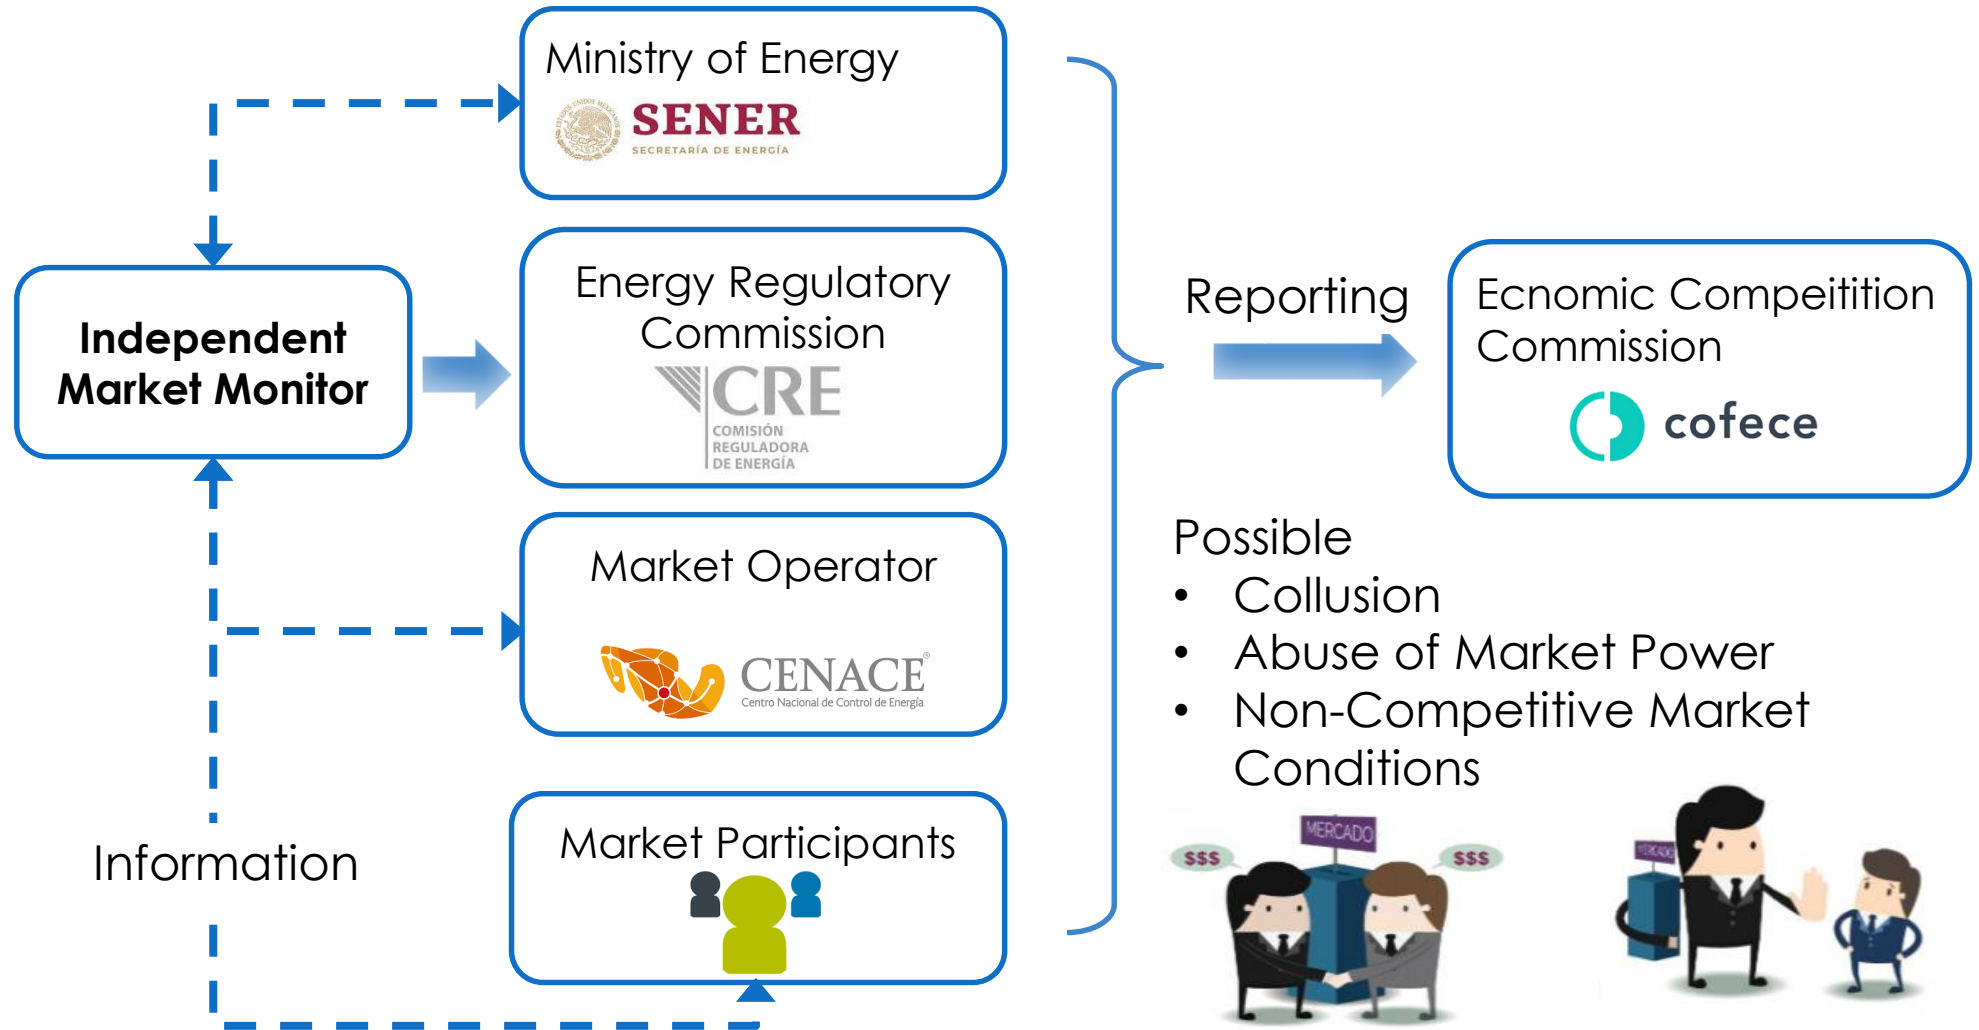 Ministry of Energy
SENER
SECRETARÍA DE ENERGÍA
Independent
Market Monitor
Energy Regulatory
Commission
CRE
COMISIÓN
REGULADORA
DE ENERGÍA
Market Operator
CENACE®
Centro Nacional de Control de Energía
Market Participants
Information
Reporting
Ecnomic Compeitition
Commission
cofece
Possible
• Collusion
• Abuse of Market Power
• Non-Competitive Market
Conditions
MERCADO
$$$
$$$
MERCADO